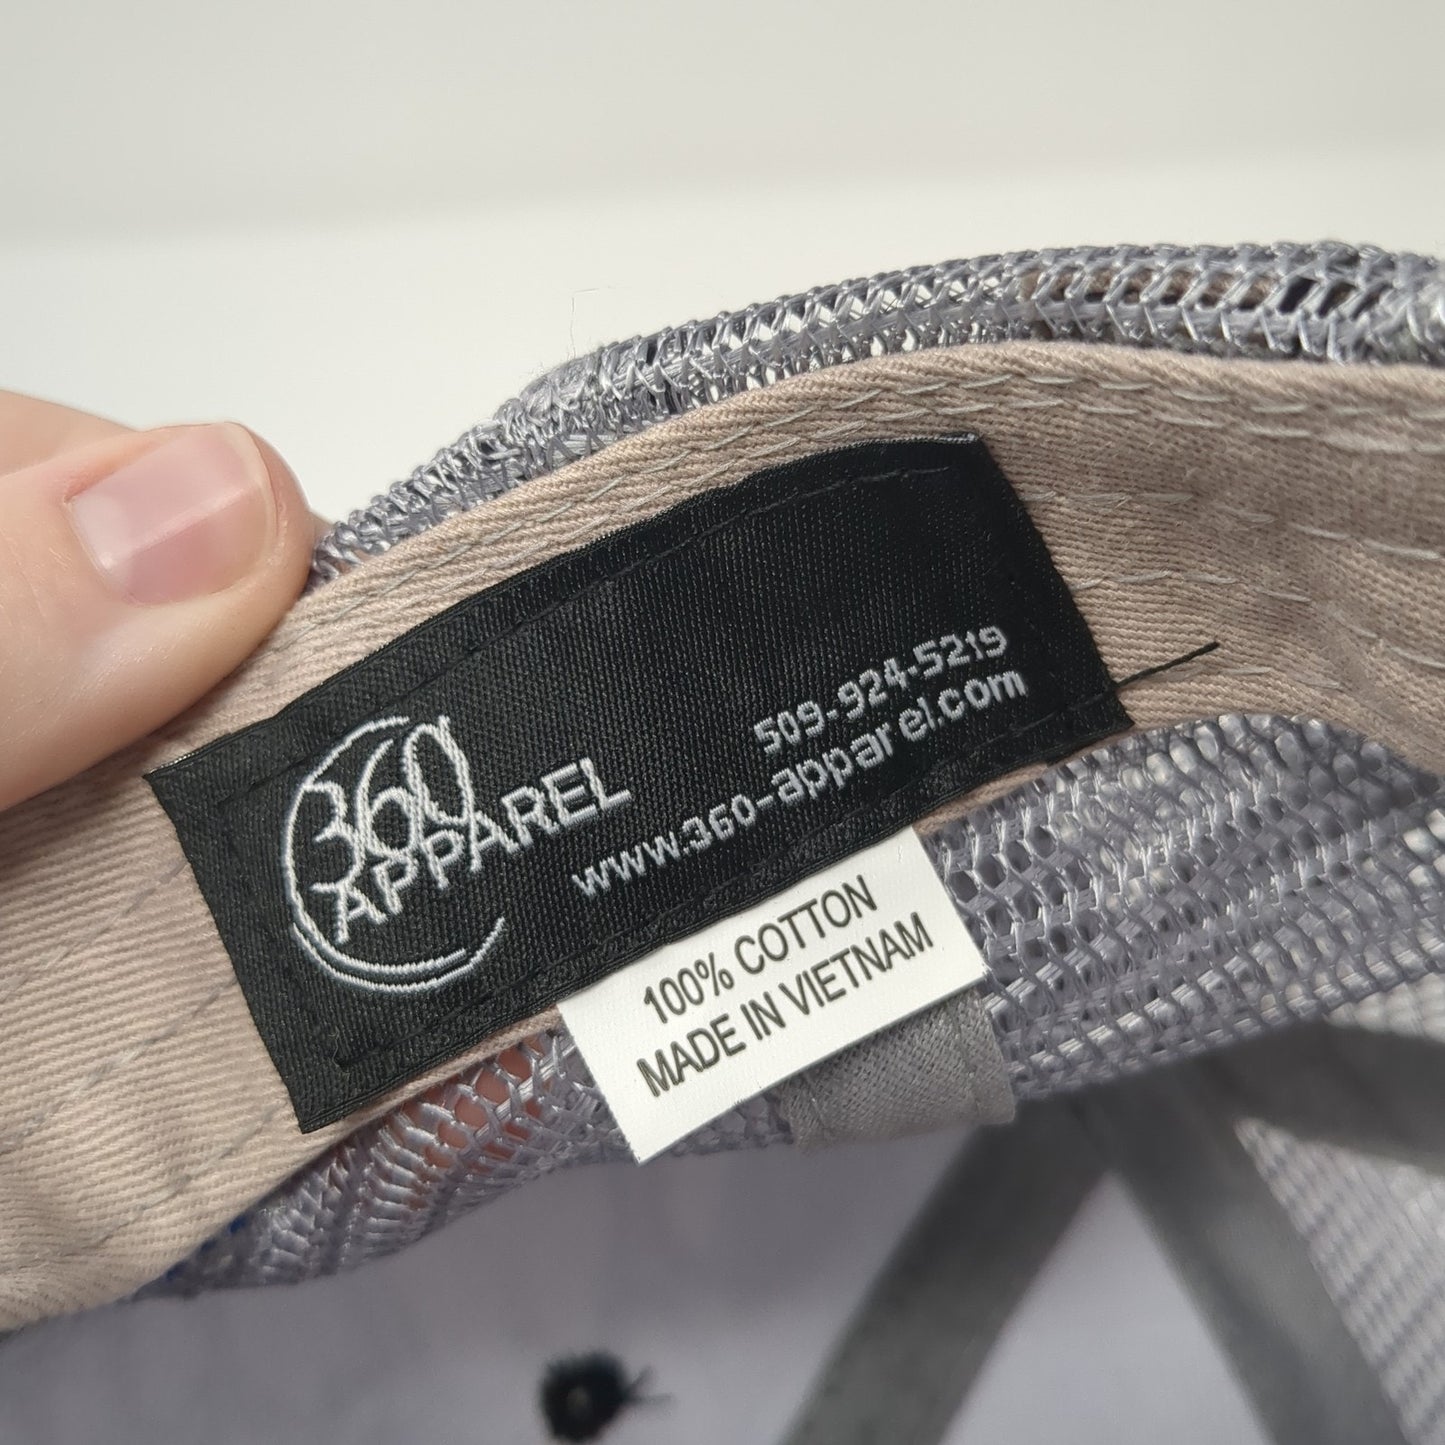 360
APPAREL
509-924-5219
www.360-apparel.com
100% COTTON
MADE IN VIETNAM